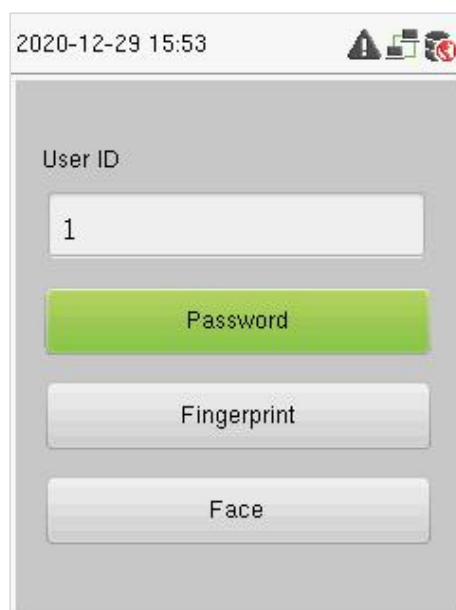 2020-12-29 15:53
User ID
1
Password
Fingerprint
Face